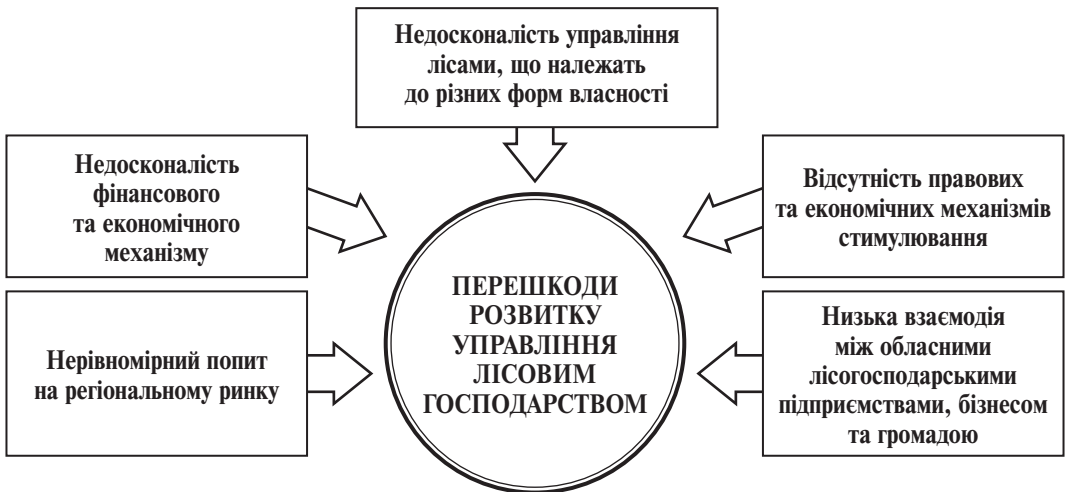 Недосконалість управління
лісами, що належать
до різних форм власності
Недосконалість
фінансового
та економічного
механізму
Відсутність правових
та економічних механізмів
стимулювання
ПЕРЕШКОДИ
РОЗВИТКУ
УПРАВЛІННЯ
ЛІСОВИМ
ГОСПОДАРСТВОМ
Нерівномірний попит
на регіональному ринку
Низька взаємодія
між обласними
лісогосподарськими
підприємствами, бізнесом
та громадою